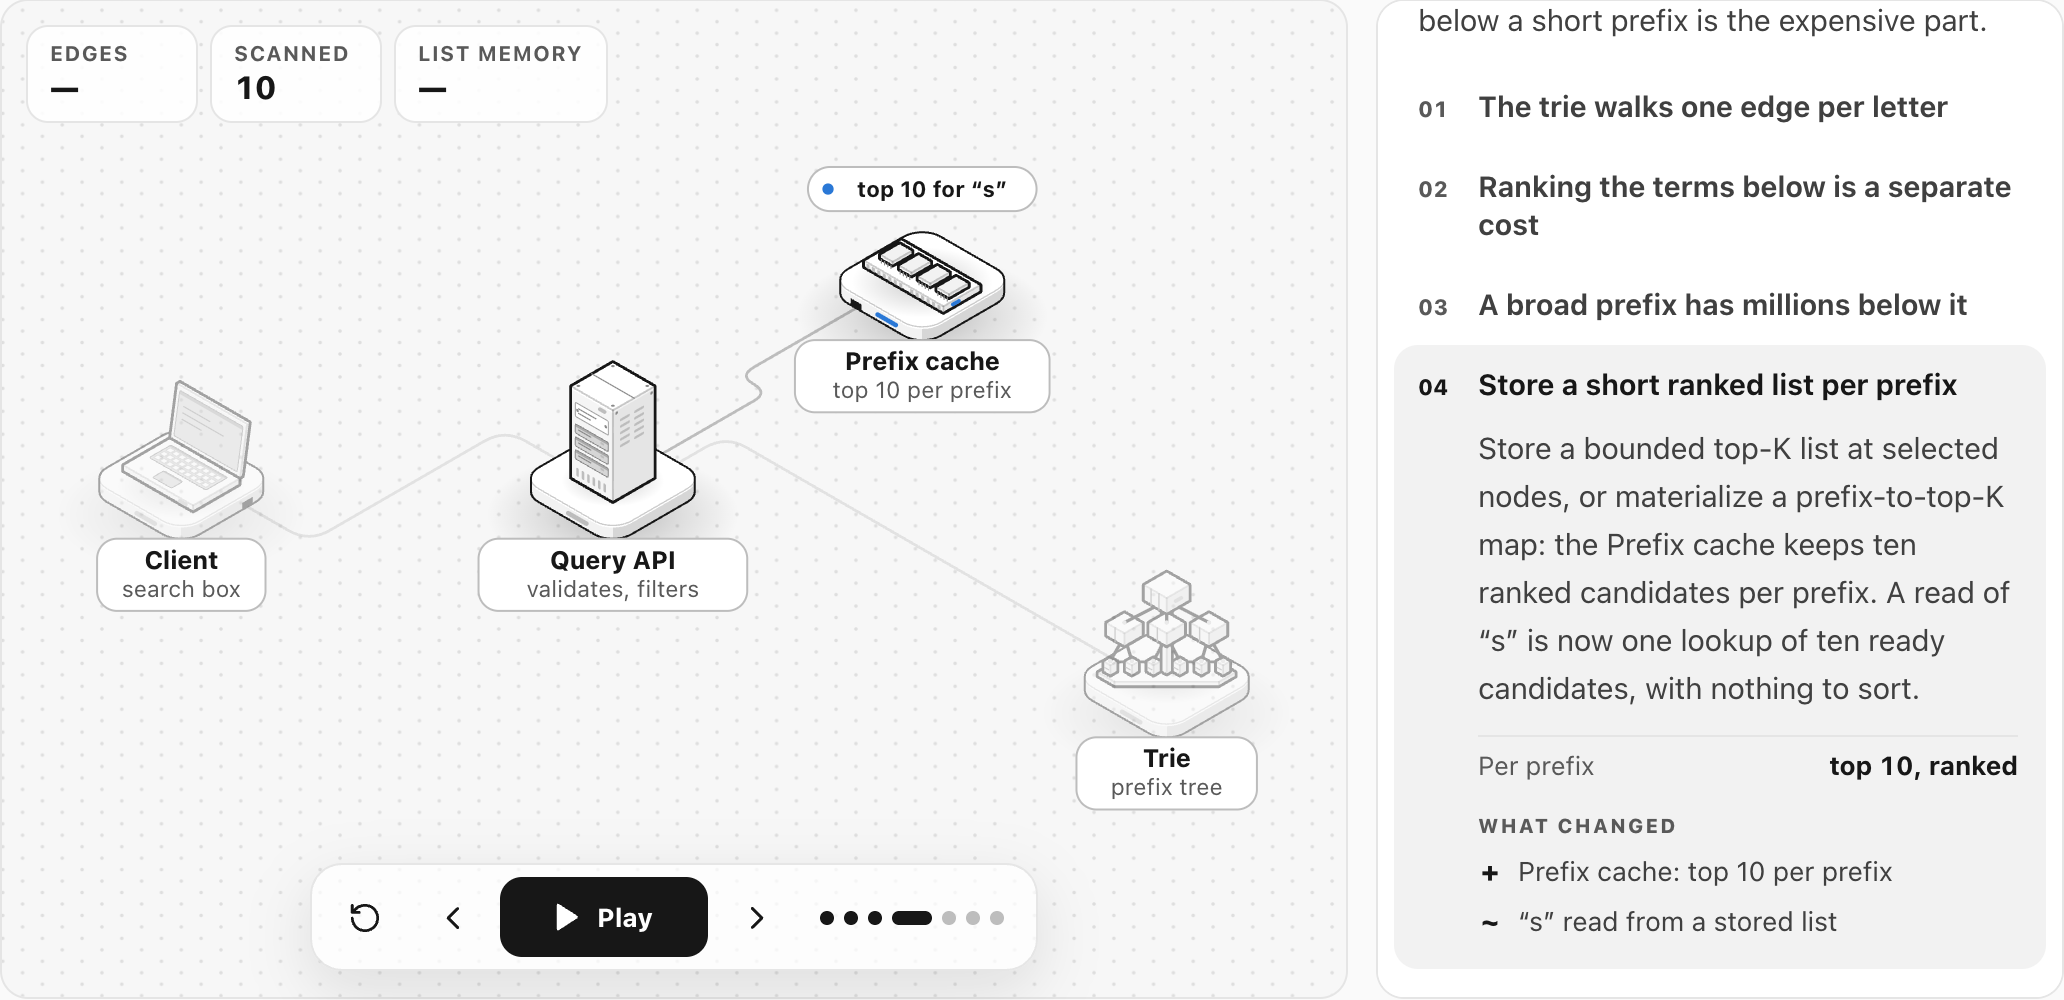 EDGES
—
SCANNED
10
LIST MEMORY
—
top 10 for “s”
Prefix cache
top 10 per prefix
Client
search box
Query API
validates, filters
Trie
prefix tree
Play
below a short prefix is the expensive part.
01 The trie walks one edge per letter
02 Ranking the terms below is a separate
cost
03 A broad prefix has millions below it
04 Store a short ranked list per prefix
Store a bounded top-K list at selected
nodes, or materialize a prefix-to-top-K
map: the Prefix cache keeps ten
ranked candidates per prefix. A read of
“s” is now one lookup of ten ready
candidates, with nothing to sort.
Per prefix top 10, ranked
WHAT CHANGED
+ Prefix cache: top 10 per prefix
~ “s” read from a stored list